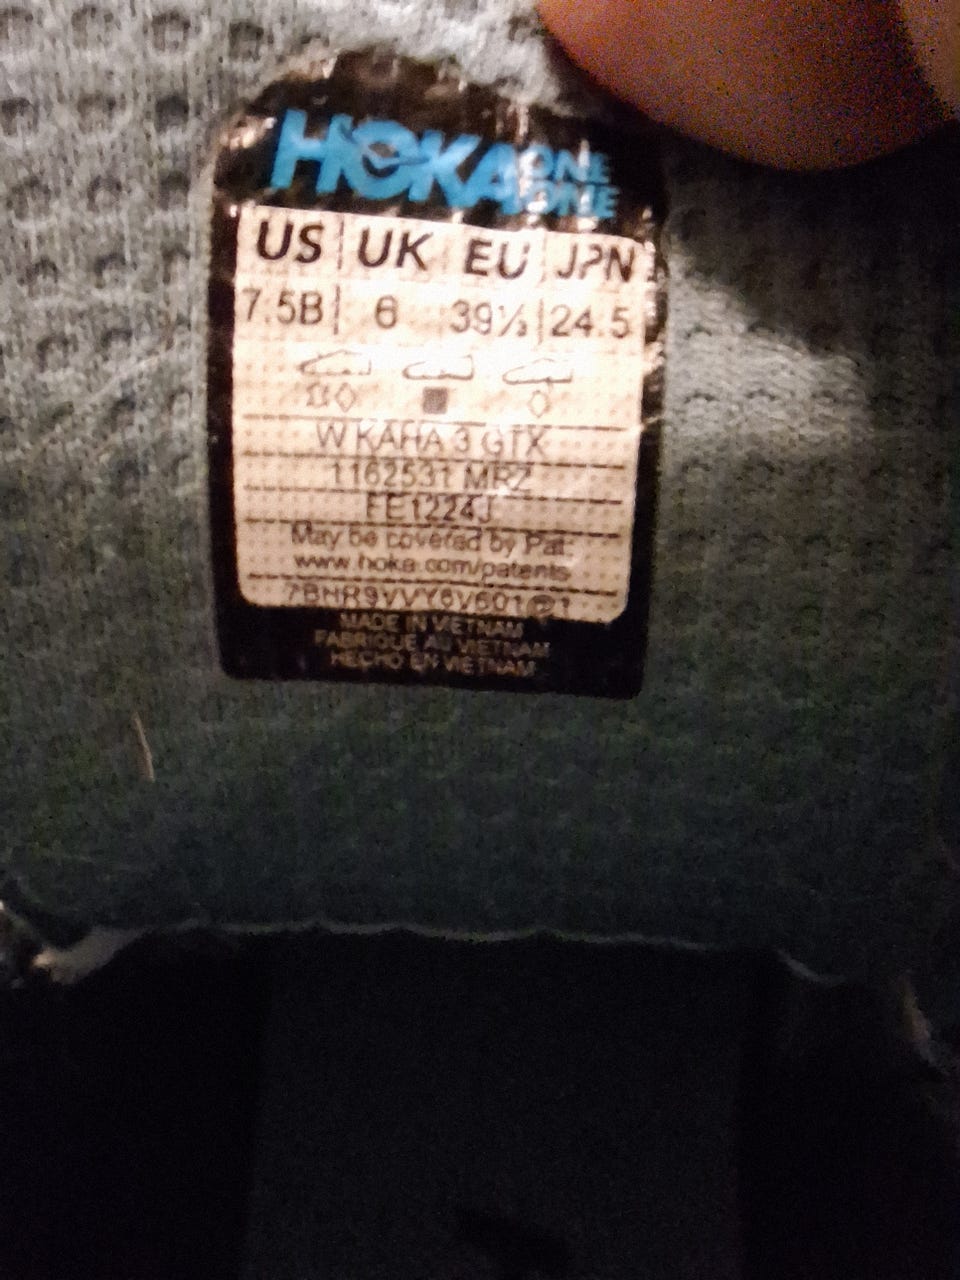 HOKA ONE ONE
US UK EU JPN
7.5B 6 39⅓ 24.5
W KAHA 3 GTX
1162531 MRZ
FE1224J
May be covered by Pat:
www.hoka.com/patents
MADE IN VIETNAM
FABRIQUE AU VIETNAM
HECHO EN VIETNAM